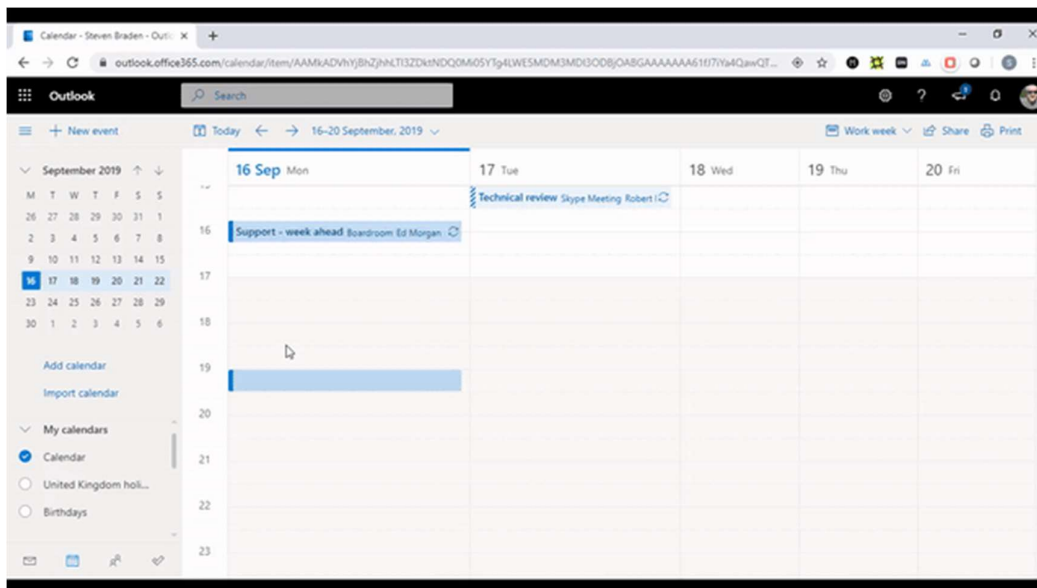 Calendar - Steven Braden - Outlo
outlook.office365.com/calendar/item/
Outlook
Search
New event
Today
16–20 September, 2019
Work week
Share
Print
September 2019
M T W T F S S
26 27 28 29 30 31 1
2 3 4 5 6 7 8
9 10 11 12 13 14 15
16 17 18 19 20 21 22
23 24 25 26 27 28 29
30 1 2 3 4 5 6
Add calendar
Import calendar
My calendars
Calendar
United Kingdom holi...
Birthdays
16 Sep Mon
17 Tue
18 Wed
19 Thu
20 Fri
Technical review Skype Meeting Robert
16
Support - week ahead Boardroom Ed Morgan
17
18
19
20
21
22
23